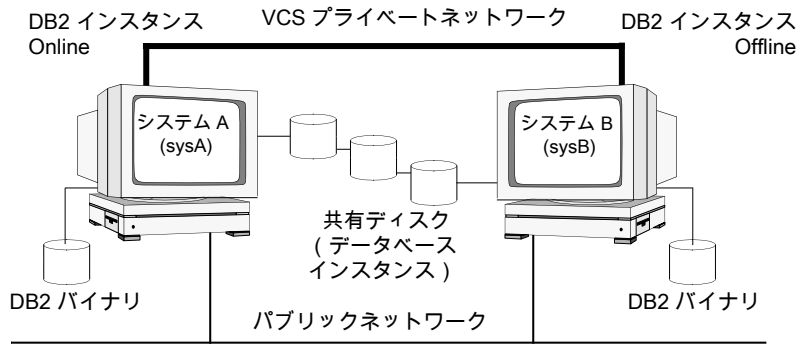 DB2 インスタンス
Online
VCS プライベートネットワーク
DB2 インスタンス
Offline
システム A
(sysA)
システム B
(sysB)
共有ディスク
( データベース
インスタンス )
DB2 バイナリ
DB2 バイナリ
パブリックネットワーク